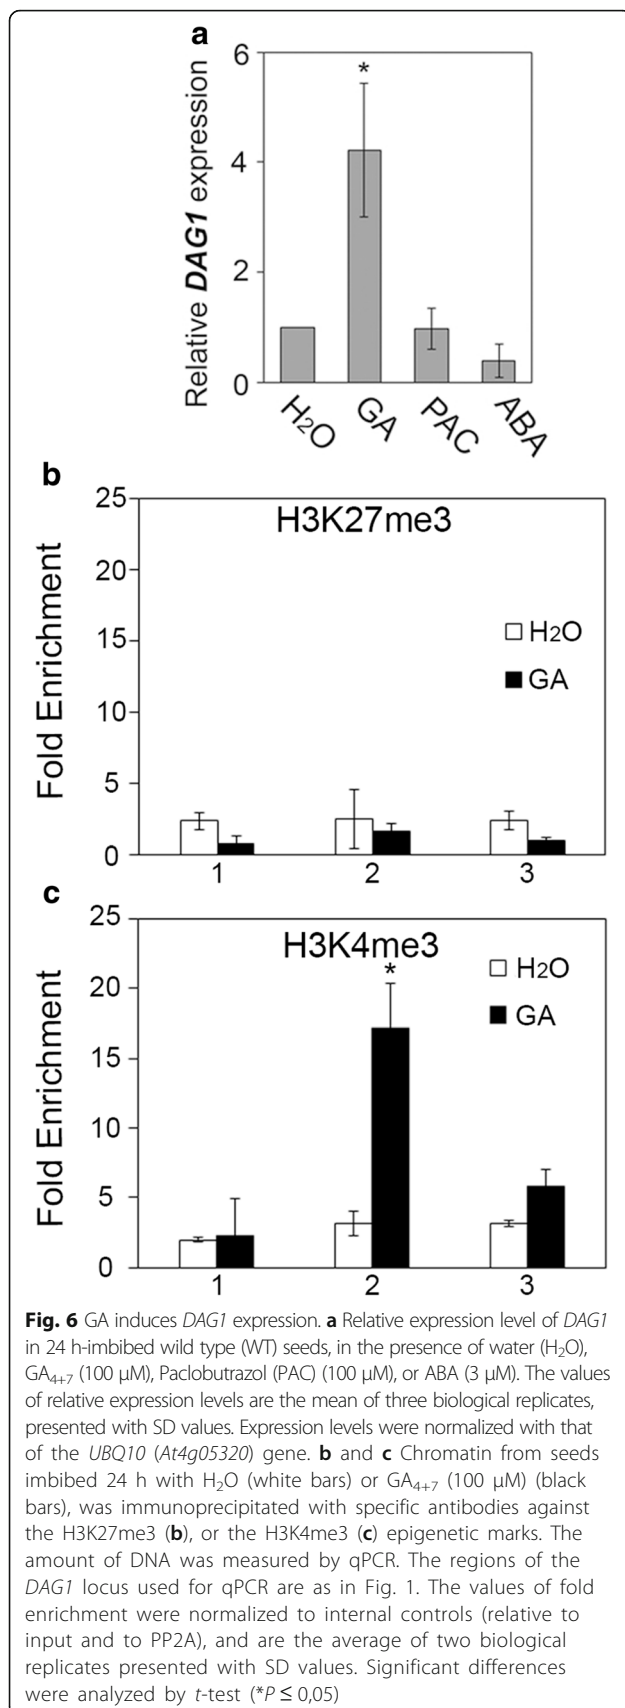 a
Relative DAG1 expression
6
4
2
0
*
H2O
GA
PAC
ABA
b
Fold Enrichment
25
20
15
10
5
0
H3K27me3
H2O
GA
1 2 3
c
Fold Enrichment
25
20
15
10
5
0
H3K4me3
*
H2O
GA
1 2 3
Fig. 6 GA induces DAG1 expression. a Relative expression level of DAG1
in 24 h-imbibed wild type (WT) seeds, in the presence of water (H2O),
GA4+7 (100 μM), Paclobutrazol (PAC) (100 μM), or ABA (3 μM). The values
of relative expression levels are the mean of three biological replicates,
presented with SD values. Expression levels were normalized with that
of the UBQ10 (At4g05320) gene. b and c Chromatin from seeds
imbibed 24 h with H2O (white bars) or GA4+7 (100 μM) (black
bars), was immunoprecipitated with specific antibodies against
the H3K27me3 (b), or the H3K4me3 (c) epigenetic marks. The
amount of DNA was measured by qPCR. The regions of the
DAG1 locus used for qPCR are as in Fig. 1. The values of fold
enrichment were normalized to internal controls (relative to
input and to PP2A), and are the average of two biological
replicates presented with SD values. Significant differences
were analyzed by t-test (*P ≤ 0,05)